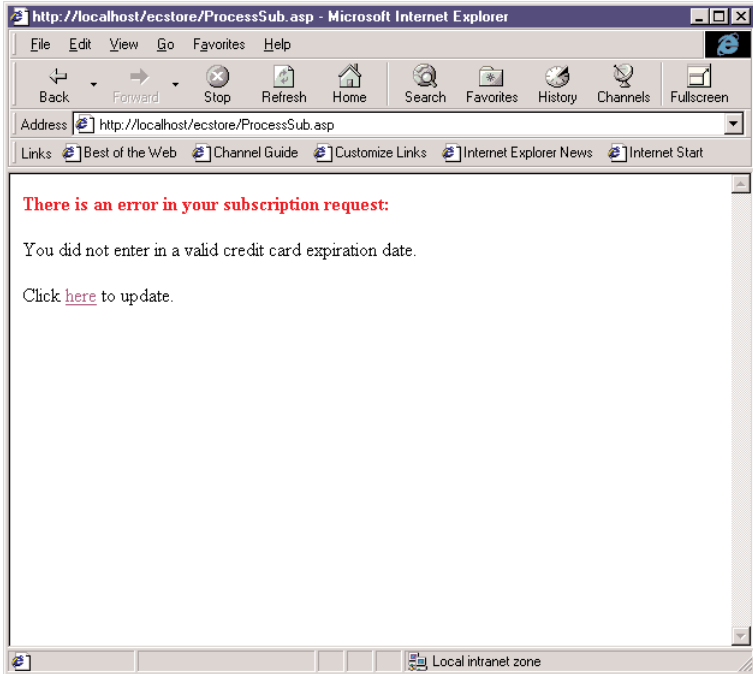 http://localhost/ecstore/ProcessSub.asp - Microsoft Internet Explorer
File Edit View Go Favorites Help
Back Forward Stop Refresh Home Search Favorites History Channels Fullscreen
Address http://localhost/ecstore/ProcessSub.asp
Links Best of the Web Channel Guide Customize Links Internet Explorer News Internet Start
There is an error in your subscription request:
You did not enter in a valid credit card expiration date.
Click here to update.
Local intranet zone